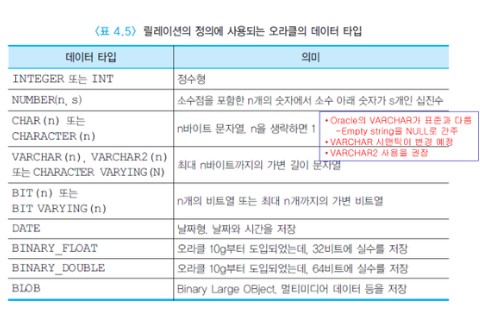 〈표 4.5〉 릴레이션의 정의에 사용되는 오라클의 데이터 타입
데이터 타입 의미
INTEGER 또는 INT 정수형
NUMBER(n, s) 소수점을 포함한 n개의 숫자에서 소수 아래 숫자가 s개인 십진수
CHAR(n) 또는
CHARACTER(n) n바이트 문자열, n을 생략하면 1
• Oracle의 VARCHAR가 표준과 다름
–Empty string을 NULL로 간주
• VARCHAR 시맨틱이 변경 예정
• VARCHAR2 사용을 권장
VARCHAR(n), VARCHAR2(n)
또는 CHARACTER VARYING(N) 최대 n바이트까지의 가변 길이 문자열
BIT(n) 또는
BIT VARYING(n) n개의 비트열 또는 최대 n개까지의 가변 비트열
DATE 날짜형, 날짜와 시간을 저장
BINARY_FLOAT 오라클 10g부터 도입되었는데, 32비트에 실수를 저장
BINARY_DOUBLE 오라클 10g부터 도입되었는데, 64비트에 실수를 저장
BLOB Binary Large OBject, 멀티미디어 데이터 등을 저장